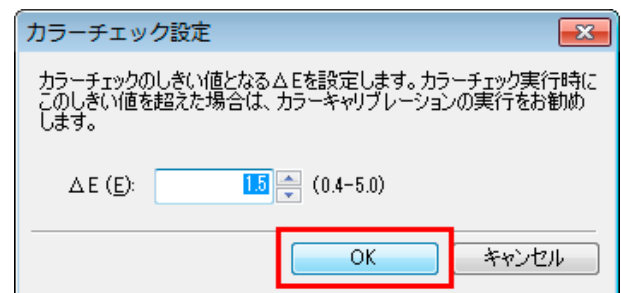 カラーチェック設定
カラーチェックのしきい値となる△Eを設定します。カラーチェック実行時に
このしきい値を超えた場合は、カラーキャリブレーションの実行をお勧め
します。
△E (E): 1.5 (0.4-5.0)
OK キャンセル